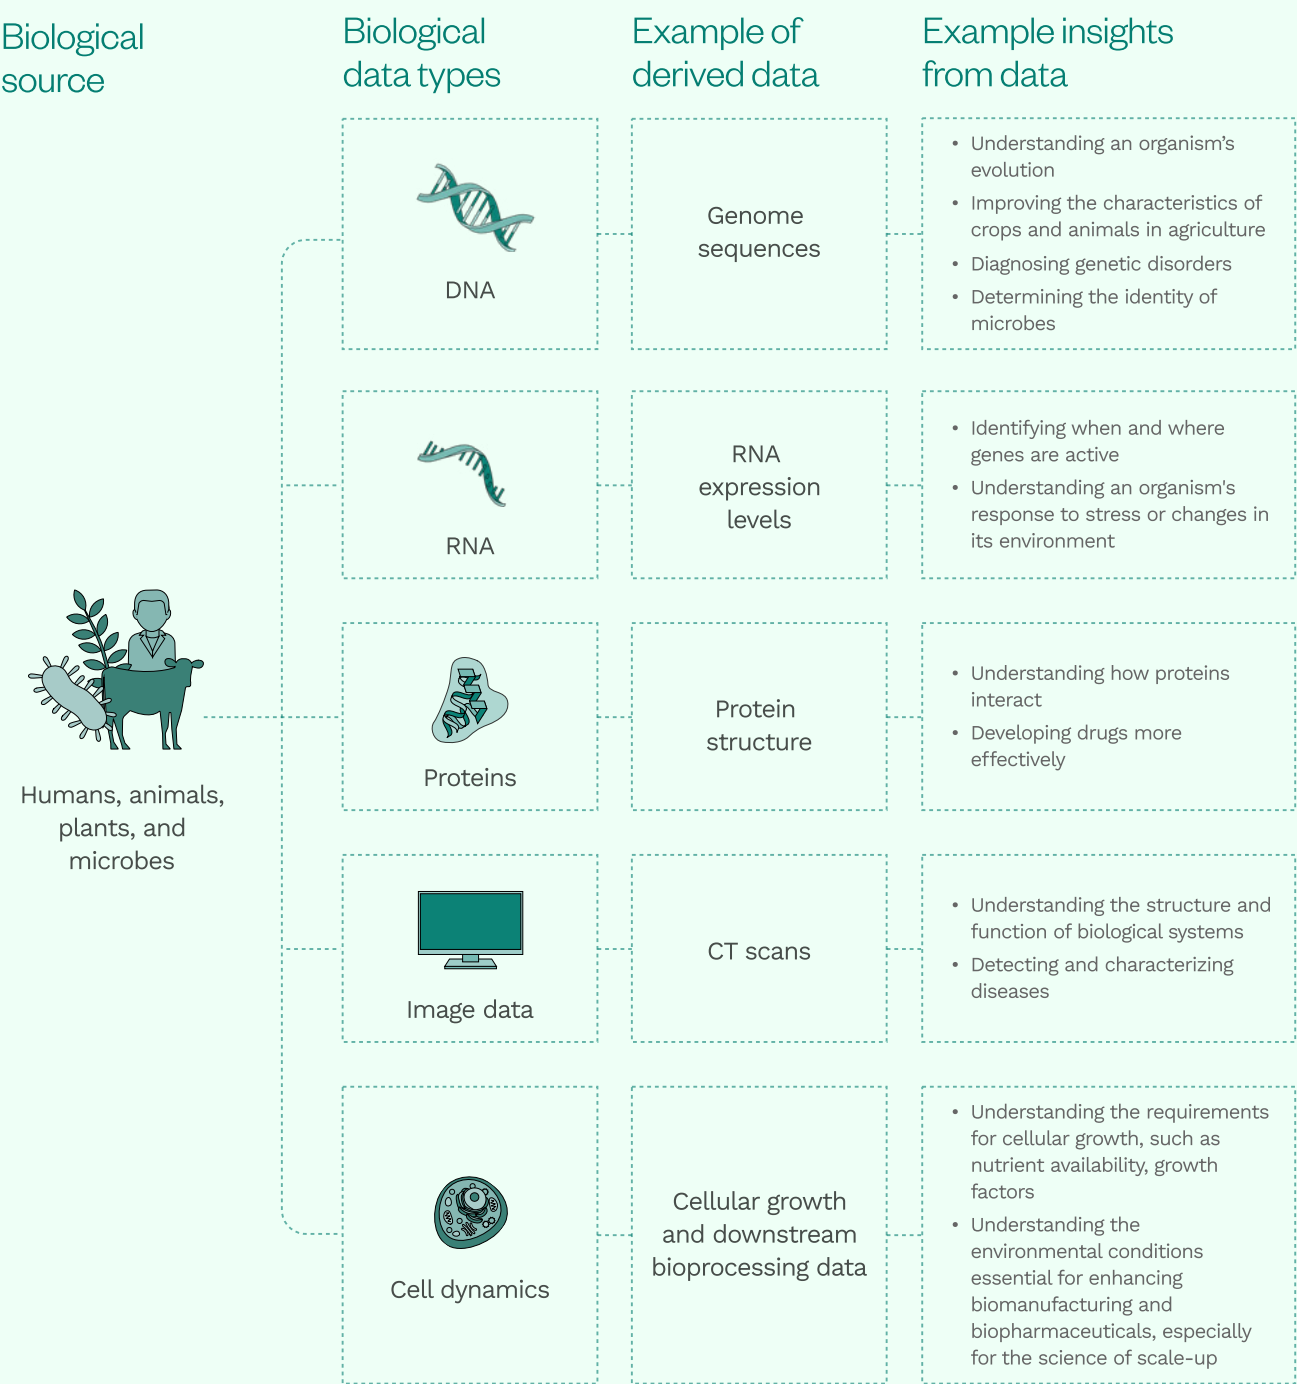 Biological
source
Biological
data types
Example of
derived data
Example insights
from data
Humans, animals,
plants, and
microbes
DNA
Genome
sequences
• Understanding an organism’s
evolution
• Improving the characteristics of
crops and animals in agriculture
• Diagnosing genetic disorders
• Determining the identity of
microbes
RNA
RNA
expression
levels
• Identifying when and where
genes are active
• Understanding an organism's
response to stress or changes in
its environment
Proteins
Protein
structure
• Understanding how proteins
interact
• Developing drugs more
effectively
Image data
CT scans
• Understanding the structure and
function of biological systems
• Detecting and characterizing
diseases
Cell dynamics
Cellular growth
and downstream
bioprocessing data
• Understanding the requirements
for cellular growth, such as
nutrient availability, growth
factors
• Understanding the
environmental conditions
essential for enhancing
biomanufacturing and
biopharmaceuticals, especially
for the science of scale-up